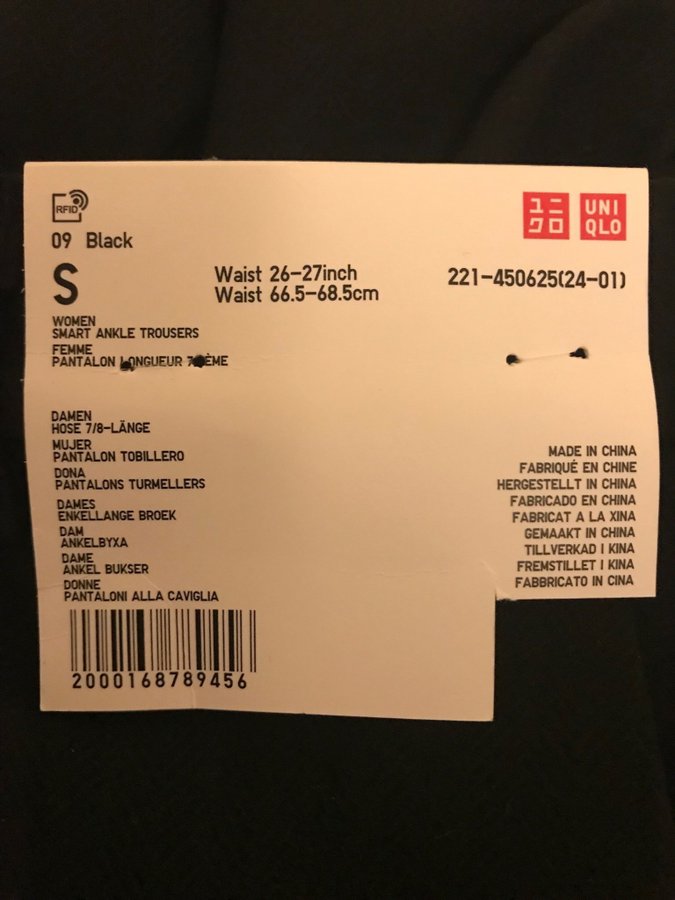 RFID
ユニ
クロ
UNI
QLO
09 Black
S
Waist 26-27inch
Waist 66.5-68.5cm
221-450625(24-01)
WOMEN
SMART ANKLE TROUSERS
FEMME
PANTALON LONGUEUR
DAMEN
HOSE 7/8-LÄNGE
MUJER
PANTALON TOBILLERO
DONA
PANTALONS TURMELLERS
DAMES
ENKELLANGE BROEK
DAM
ANKELBYXA
DAME
ANKEL BUKSER
DONNE
PANTALONI ALLA CAVIGLIA
MADE IN CHINA
FABRIQUÉ EN CHINE
HERGESTELLT IN CHINA
FABRICADO EN CHINA
FABRICAT A LA XINA
GEMAAKT IN CHINA
TILLVERKAD I KINA
FREMSTILLET I KINA
FABBRICATO IN CINA
2000168789456